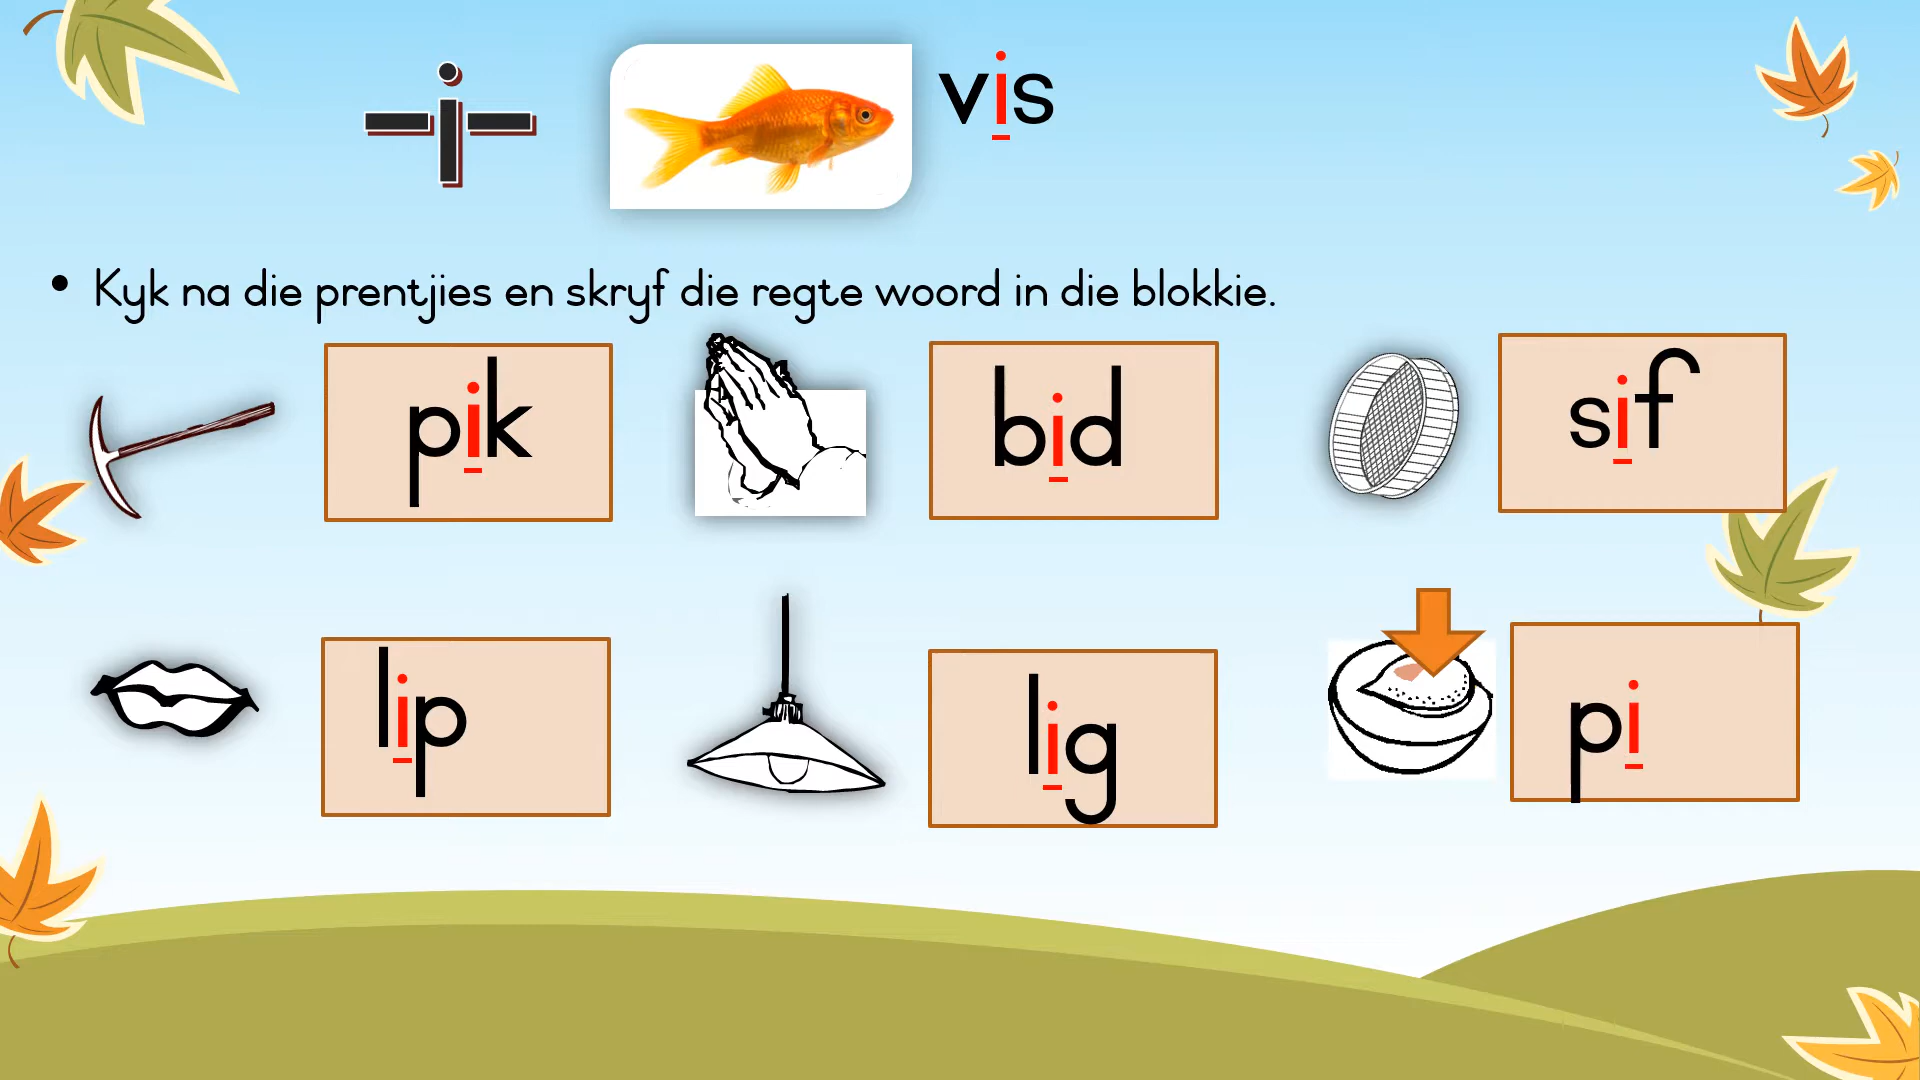 -i- vis
• Kyk na die prentjies en skryf die regte woord in die blokkie.
pik bid sif
lip lig pi